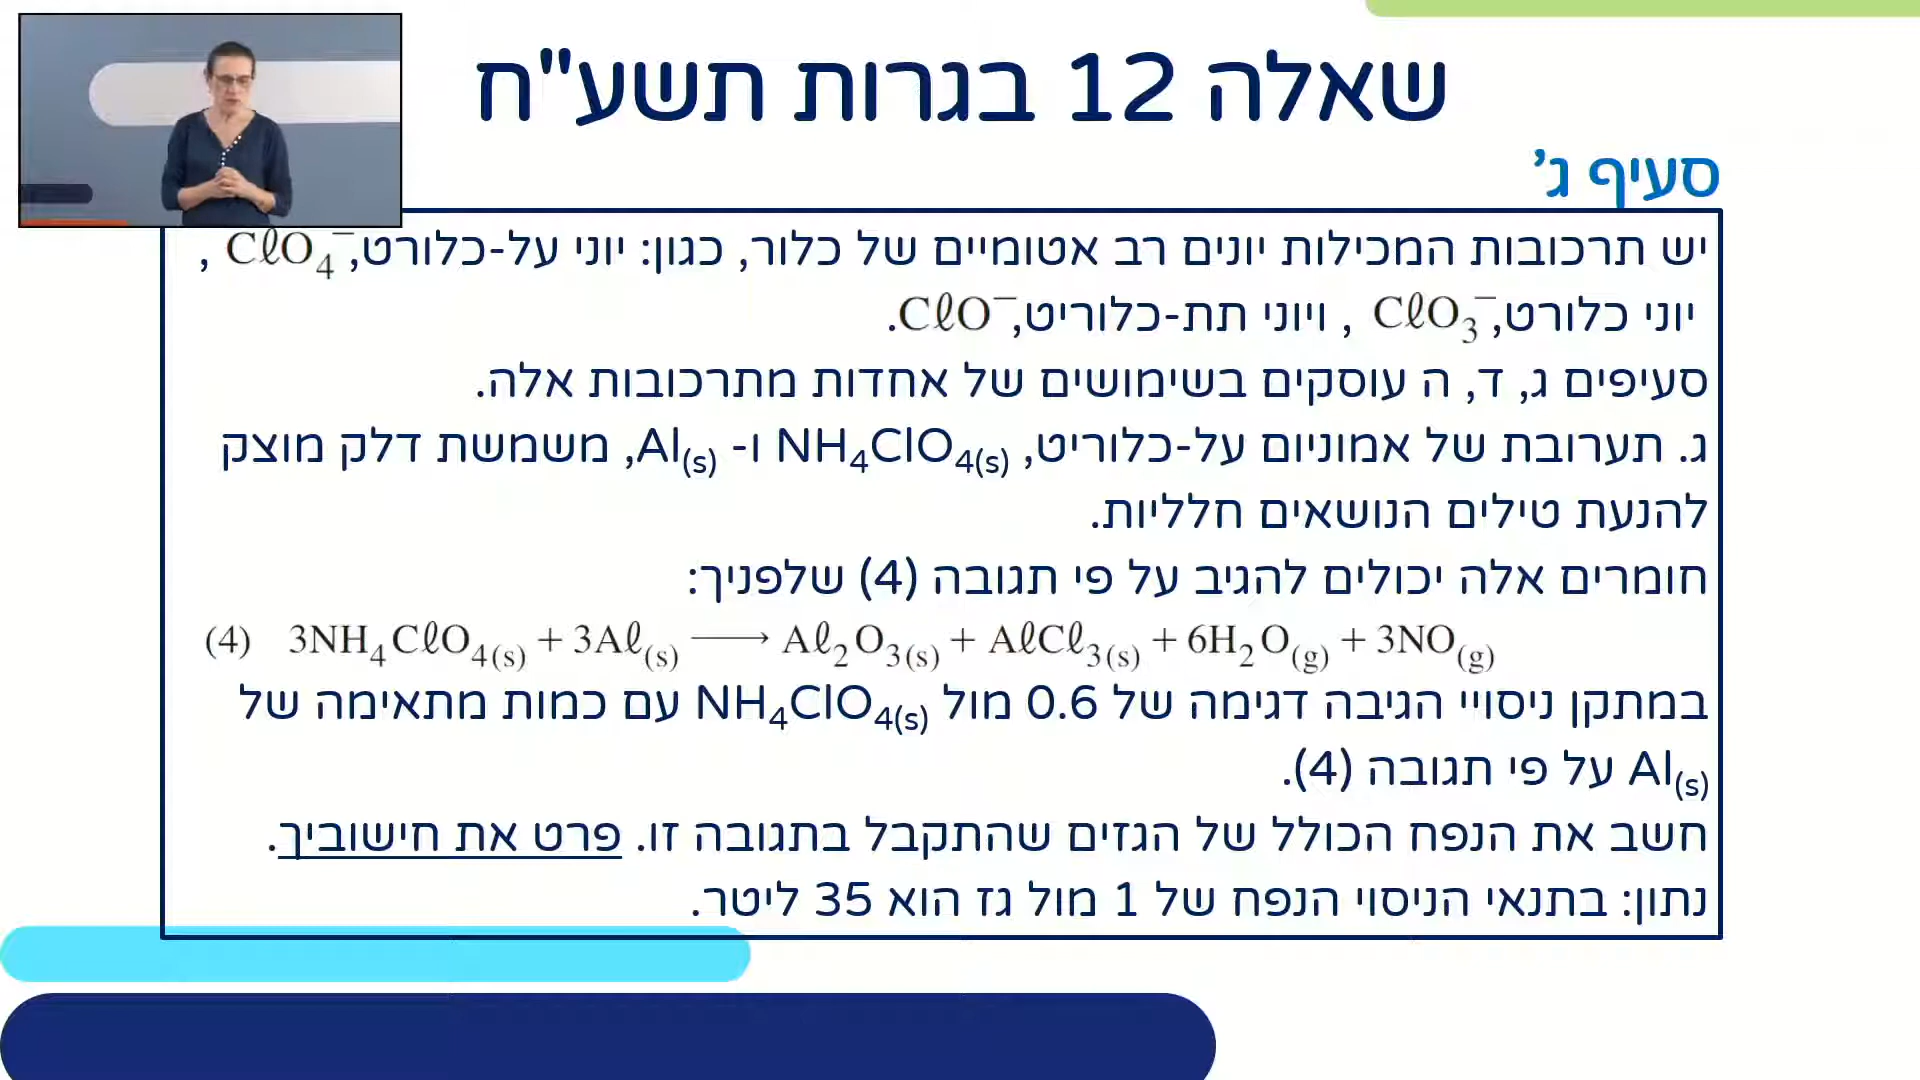 שאלה 12 בגרות תשע"ח
סעיף ג'
יש תרכובות המכילות יונים רב אטומיים של כלור, כגון: יוני על-כלורט, CℓO₄⁻ ,
יוני כלורט, CℓO₃⁻ , ויוני תת-כלוריט, CℓO⁻.
סעיפים ג, ד, ה עוסקים בשימושים של אחדות מתרכובות אלה.
ג. תערובת של אמוניום על-כלוריט, NH₄ClO₄₍ₛ₎ ו- Al₍ₛ₎, משמשת דלק מוצק
להנעת טילים הנושאים חלליות.
חומרים אלה יכולים להגיב על פי תגובה (4) שלפניך:
(4) 3NH₄CℓO₄₍ₛ₎ + 3Aℓ₍ₛ₎ ⟶ Aℓ₂O₃₍ₛ₎ + AℓCℓ₃₍ₛ₎ + 6H₂O₍g₎ + 3NO₍g₎
במתקן ניסויי הגיבה דגימה של 0.6 מול NH₄ClO₄₍ₛ₎ עם כמות מתאימה של
Al₍ₛ₎ על פי תגובה (4).
חשב את הנפח הכולל של הגזים שהתקבל בתגובה זו. פרט את חישוביך.
נתון: בתנאי הניסוי הנפח של 1 מול גז הוא 35 ליטר.